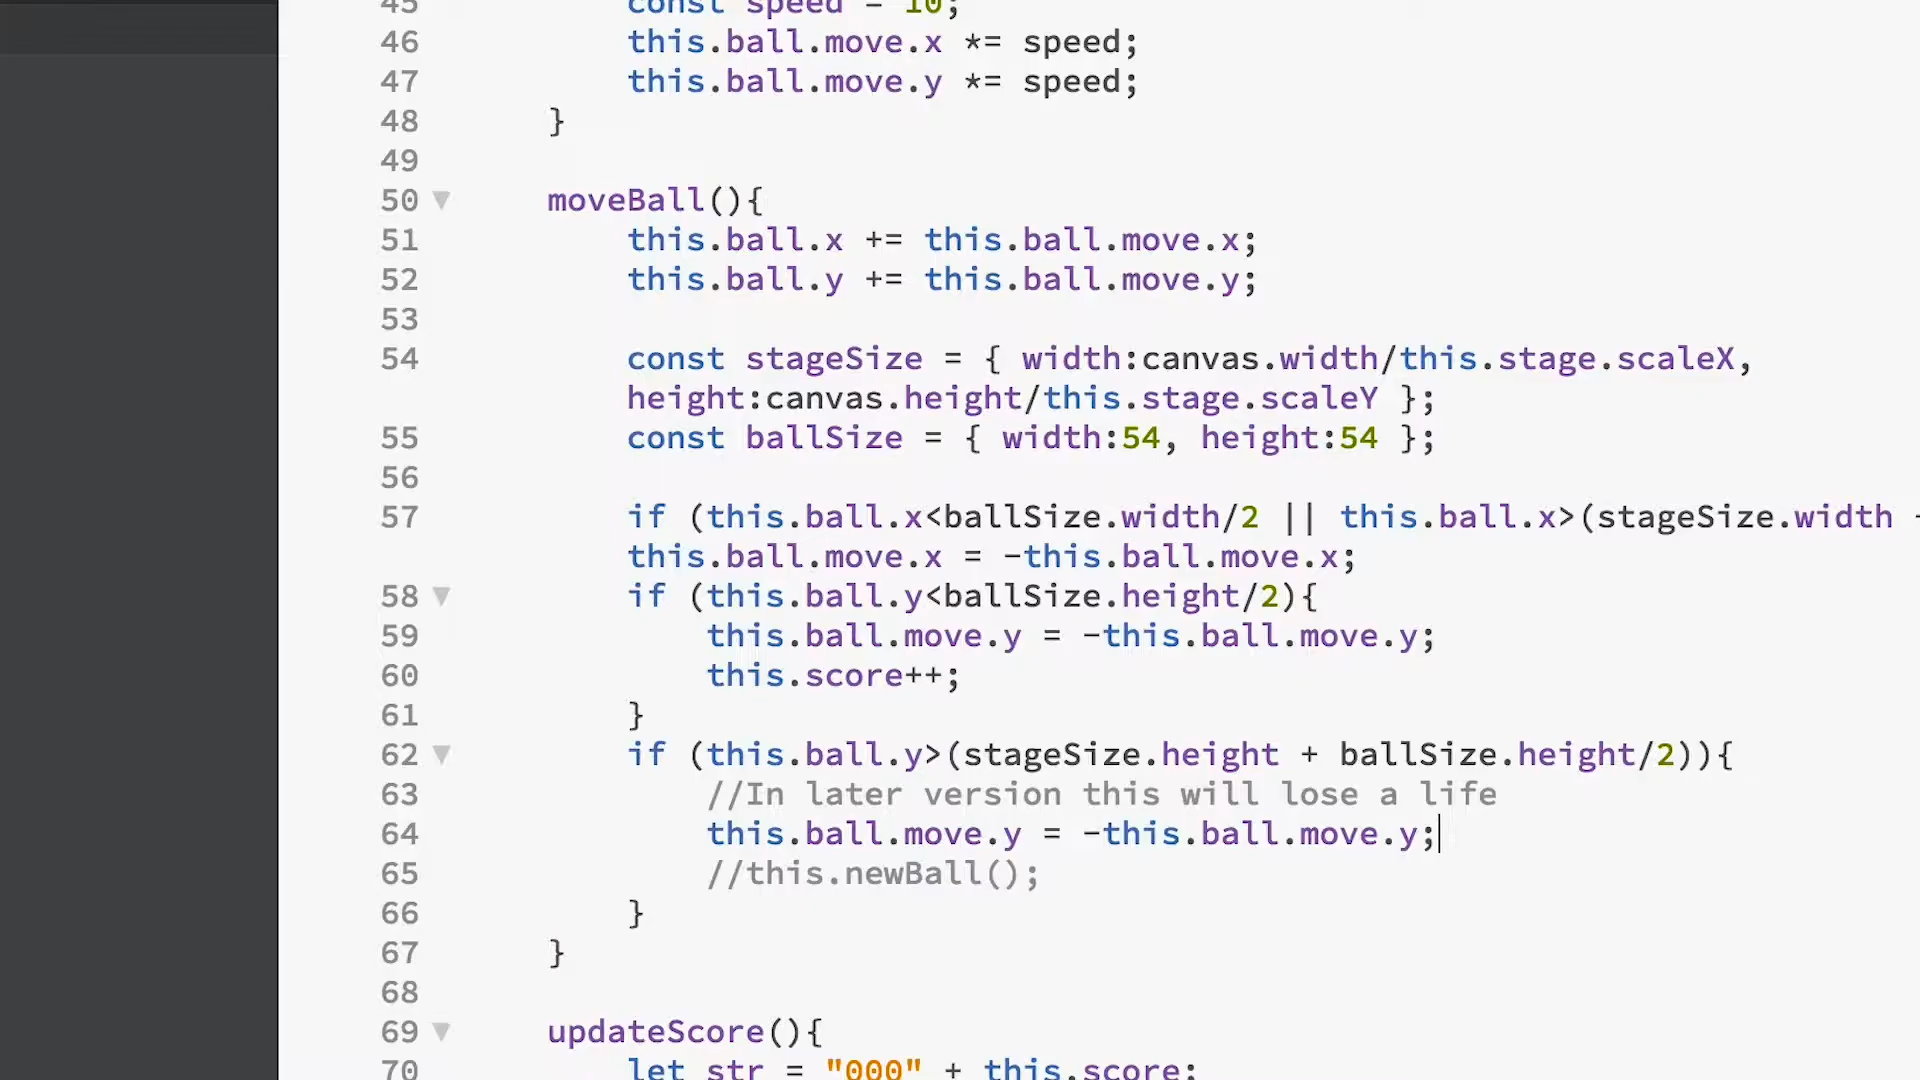 45 const speed = 10;
46 this.ball.move.x *= speed;
47 this.ball.move.y *= speed;
48 }
49
50 moveBall(){
51 this.ball.x += this.ball.move.x;
52 this.ball.y += this.ball.move.y;
53
54 const stageSize = { width:canvas.width/this.stage.scaleX,
height:canvas.height/this.stage.scaleY };
55 const ballSize = { width:54, height:54 };
56
57 if (this.ball.x<ballSize.width/2 || this.ball.x>(stageSize.width
this.ball.move.x = -this.ball.move.x;
58 if (this.ball.y<ballSize.height/2){
59 this.ball.move.y = -this.ball.move.y;
60 this.score++;
61 }
62 if (this.ball.y>(stageSize.height + ballSize.height/2)){
63 //In later version this will lose a life
64 this.ball.move.y = -this.ball.move.y;
65 //this.newBall();
66 }
67 }
68
69 updateScore(){
70 let str = "000" + this.score;